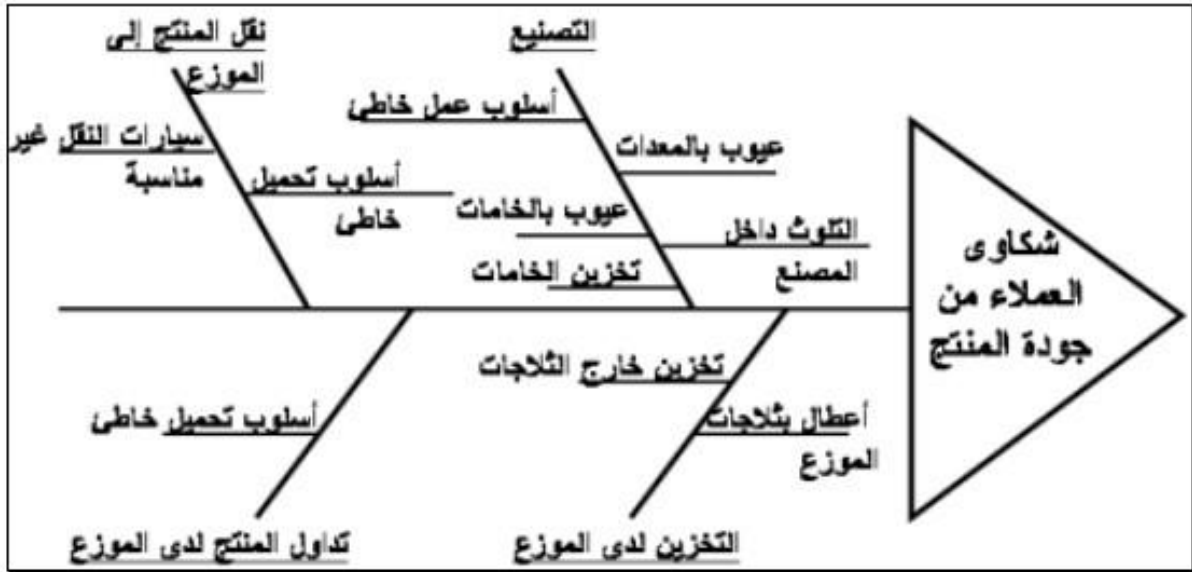 التصنيع
نقل المنتج إلى
الموزع
أسلوب عمل خاطئ
سيارات النقل غير
مناسبة
عيوب بالمعدات
أسلوب تحميل
خاطئ
عيوب بالخامات
التلوث داخل
المصنع
تخزين الخامات
شكاوى
العملاء من
جودة المنتج
تخزين خارج الثلاجات
أعطال بثلاجات
الموزع
أسلوب تحميل خاطئ
التخزين لدى الموزع
تداول المنتج لدى الموزع